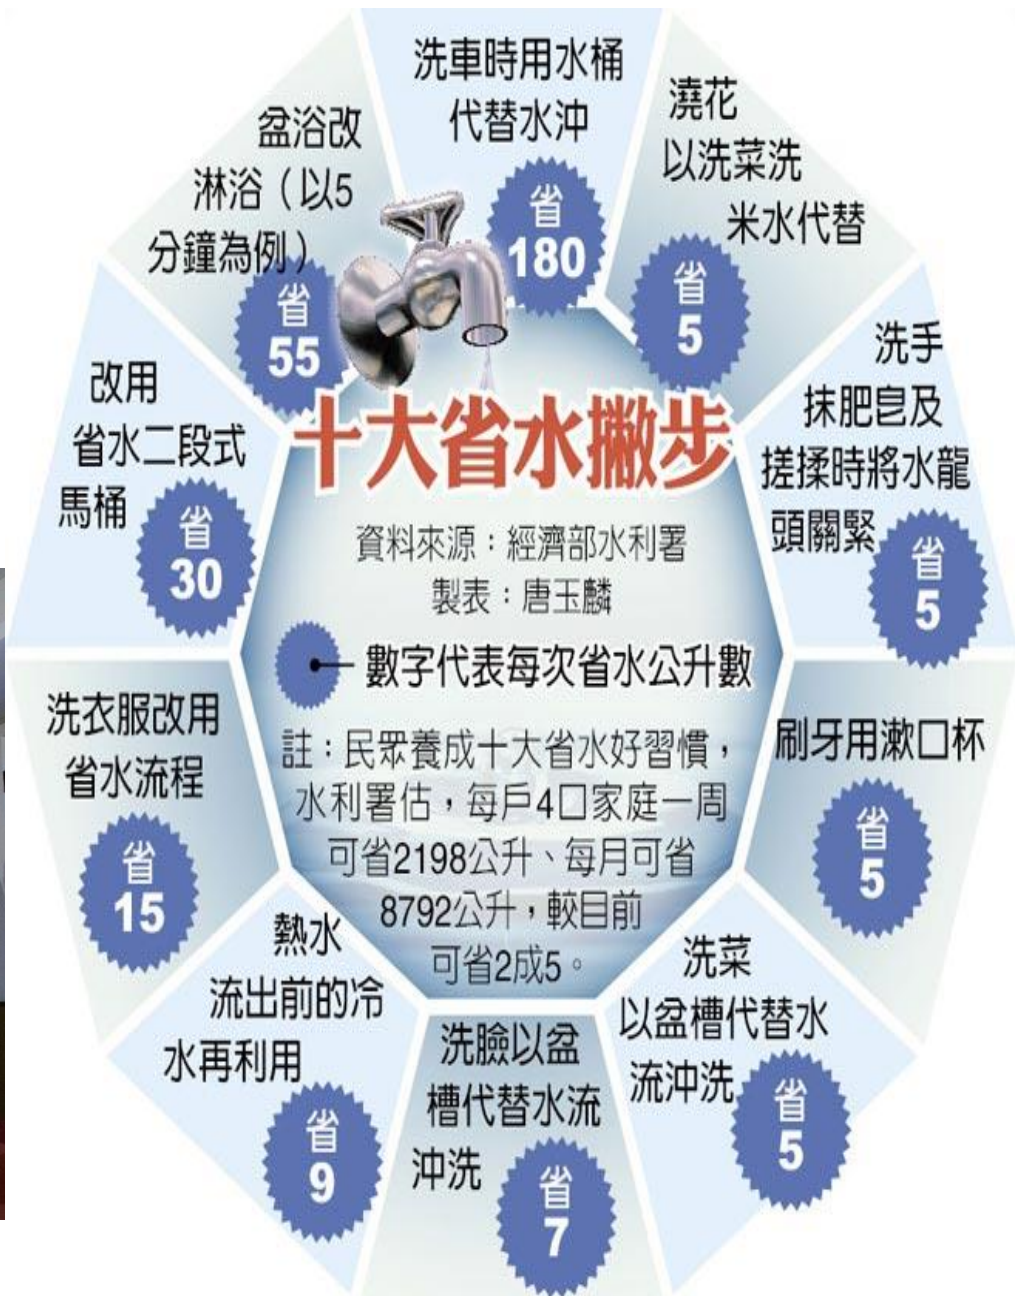 洗車時用水桶
代替水沖
省
180
澆花
以洗菜洗
米水代替
省
5
洗手
抹肥皂及
搓揉時將水龍
頭關緊
省
5
刷牙用漱口杯
省
5
洗菜
以盆槽代替水
流沖洗
省
5
洗臉以盆
槽代替水流
沖洗
省
7
熱水
流出前的冷
水再利用
省
9
洗衣服改用
省水流程
省
15
改用
省水二段式
馬桶
省
30
盆浴改
淋浴（以5
分鐘為例）
省
55
十大省水撇步
資料來源：經濟部水利署
製表：唐玉麟
數字代表每次省水公升數
註：民眾養成十大省水好習慣，
水利署估，每戶4口家庭一周
可省2198公升、每月可省
8792公升，較目前
可省2成5。